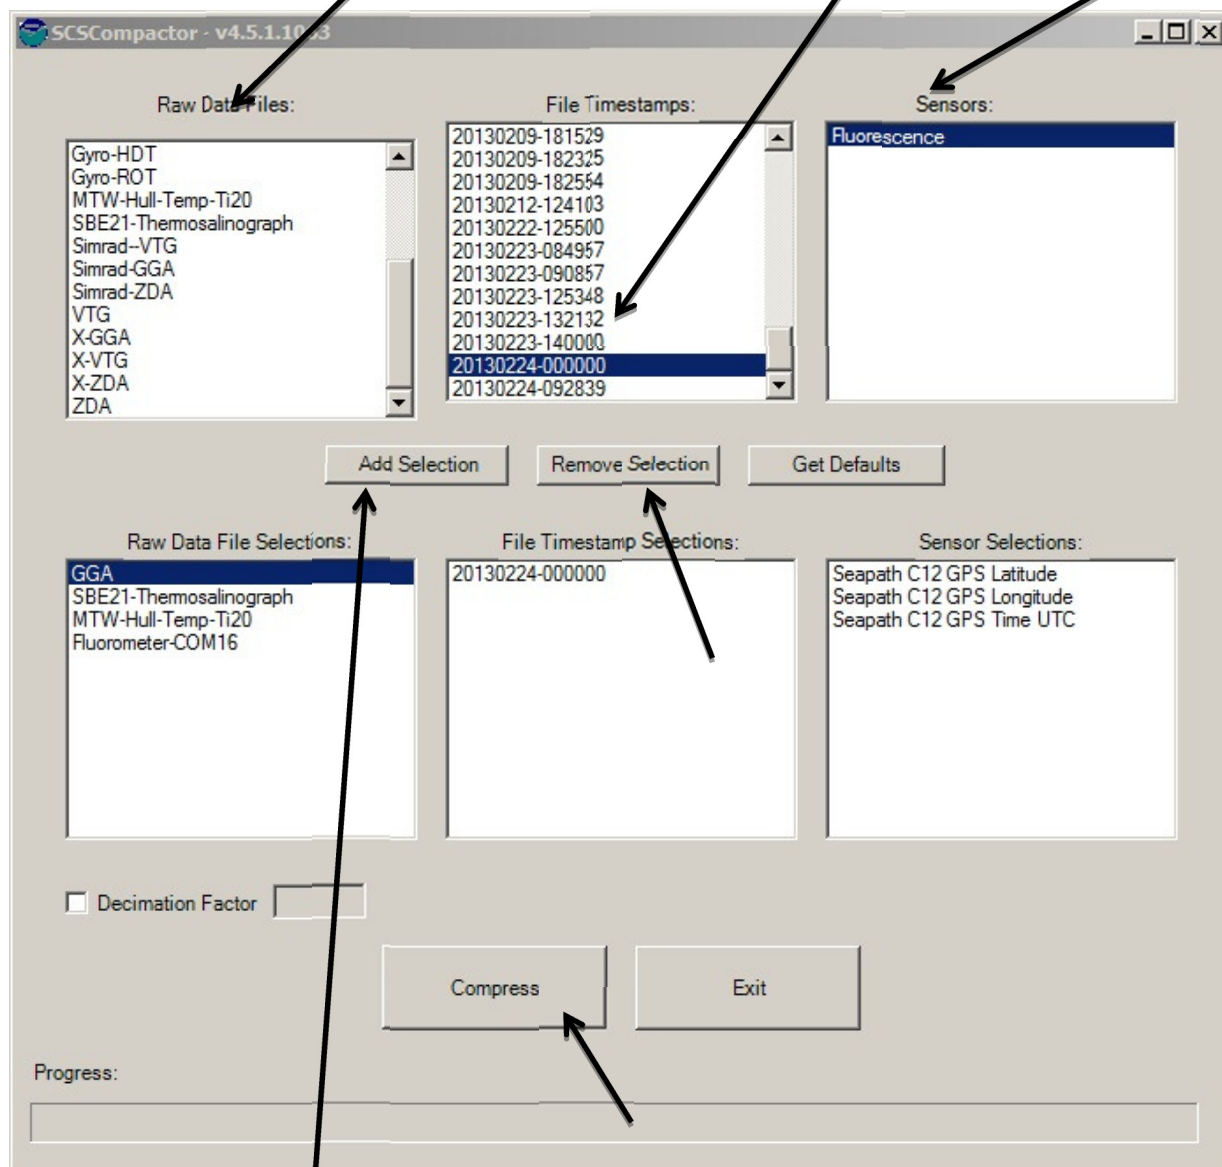 SCSCompactor - v4.5.1.1063
Raw Data Files:
Gyro-HDT
Gyro-ROT
MTW-Hull-Temp-Ti20
SBE21-Thermosalinograph
Simrad--VTG
Simrad-GGA
Simrad-ZDA
VTG
X-GGA
X-VTG
X-ZDA
ZDA
File Timestamps:
20130209-181529
20130209-182325
20130209-182554
20130212-124103
20130222-125500
20130223-084957
20130223-090857
20130223-125348
20130223-132132
20130223-140000
20130224-000000
20130224-092839
Sensors:
Fluorescence
Add Selection
Remove Selection
Get Defaults
Raw Data File Selections:
GGA
SBE21-Thermosalinograph
MTW-Hull-Temp-Ti20
Fluorometer-COM16
File Timestamp Selections:
20130224-000000
Sensor Selections:
Seapath C12 GPS Latitude
Seapath C12 GPS Longitude
Seapath C12 GPS Time UTC
Decimation Factor
Compress
Exit
Progress: